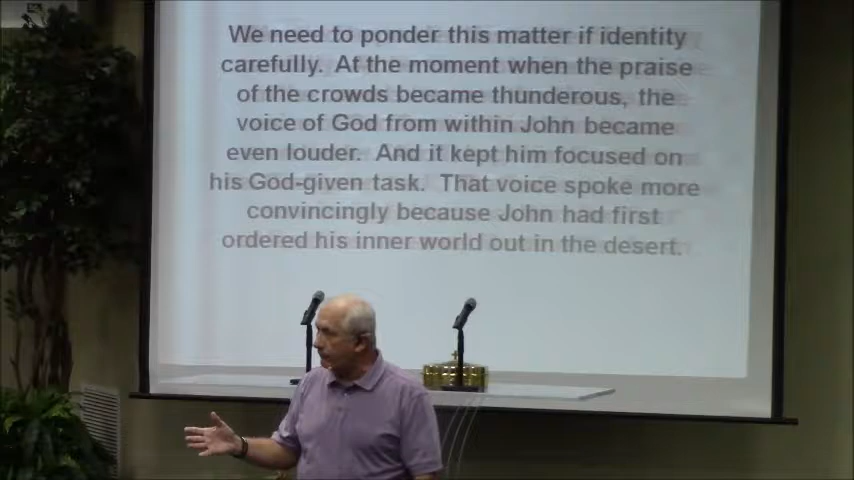 We need to ponder this matter if identity
carefully. At the moment when the praise
of the crowds became thunderous, the
voice of God from within John became
even louder. And it kept him focused on
his God-given task. That voice spoke more
convincingly because John had first
ordered his inner world out in the desert.